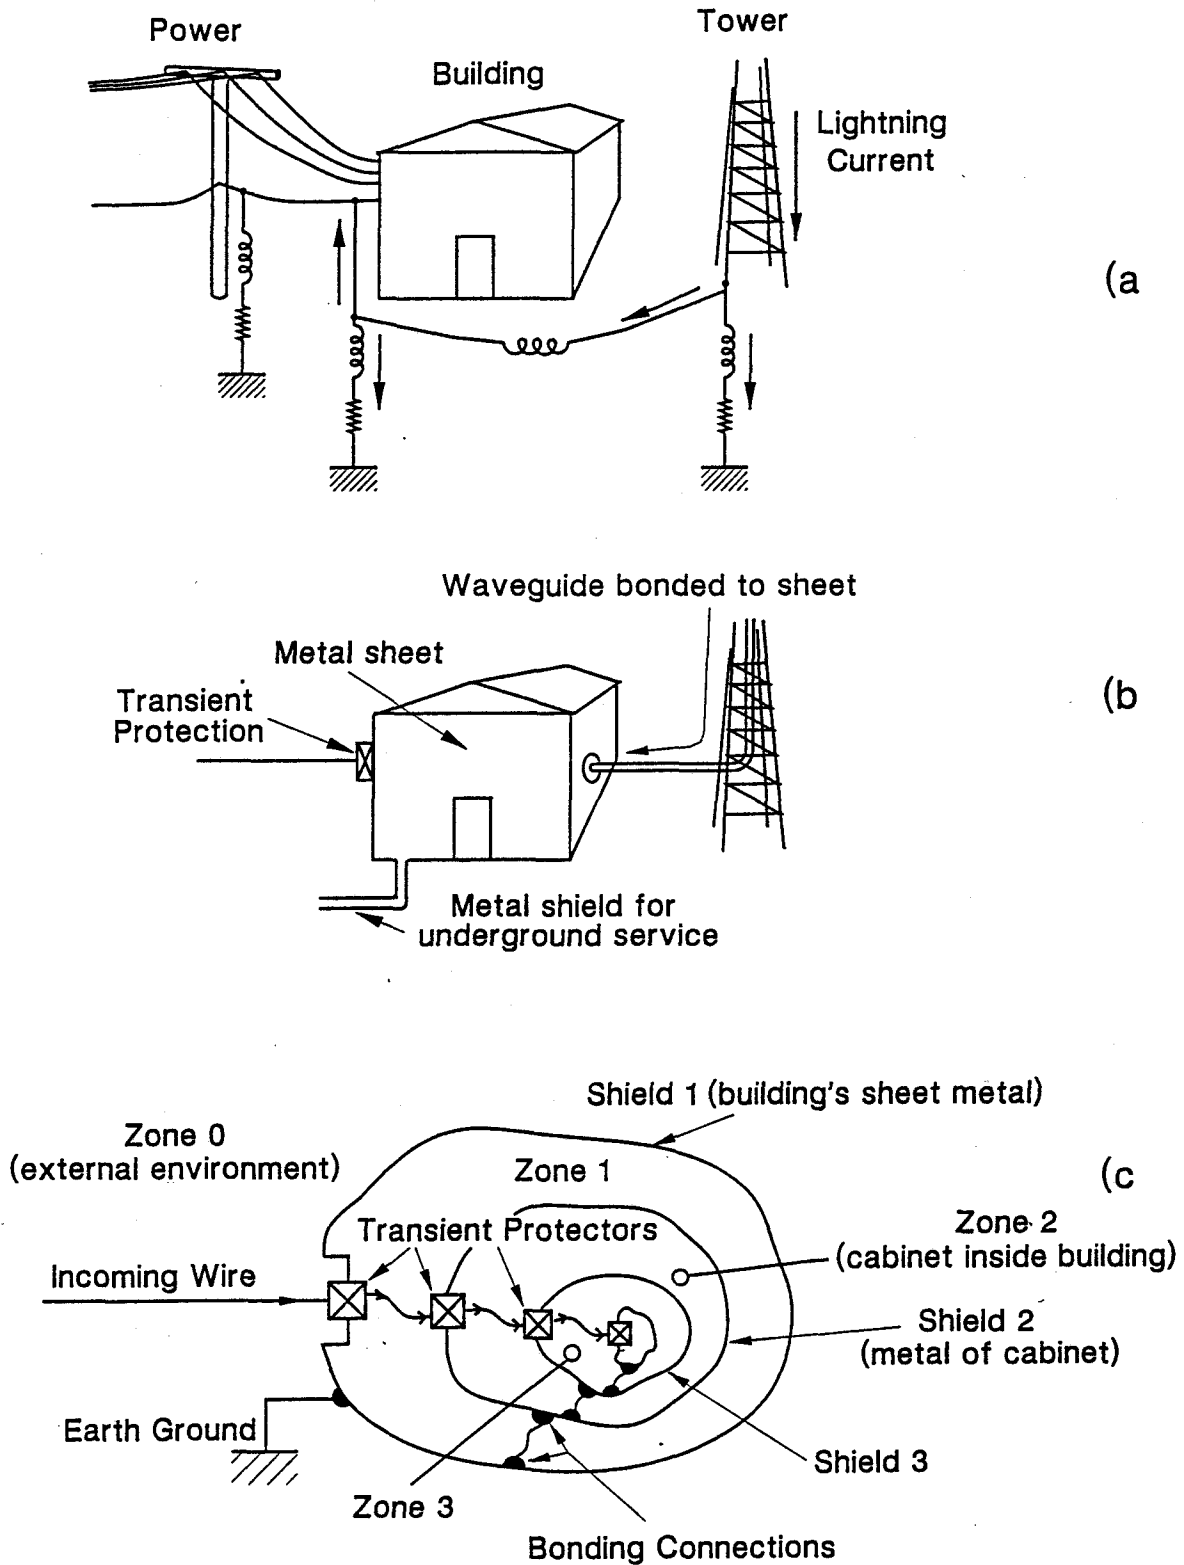 Power
Tower
Building
Lightning
Current
(a
Waveguide bonded to sheet
Metal sheet
Transient
Protection
(b
Metal shield for
underground service
Shield 1 (building's sheet metal)
Zone 0
(external environment)
Zone 1
(c
Transient Protectors
Zone 2
(cabinet inside building)
Incoming Wire
Shield 2
(metal of cabinet)
Earth Ground
Shield 3
Zone 3
Bonding Connections